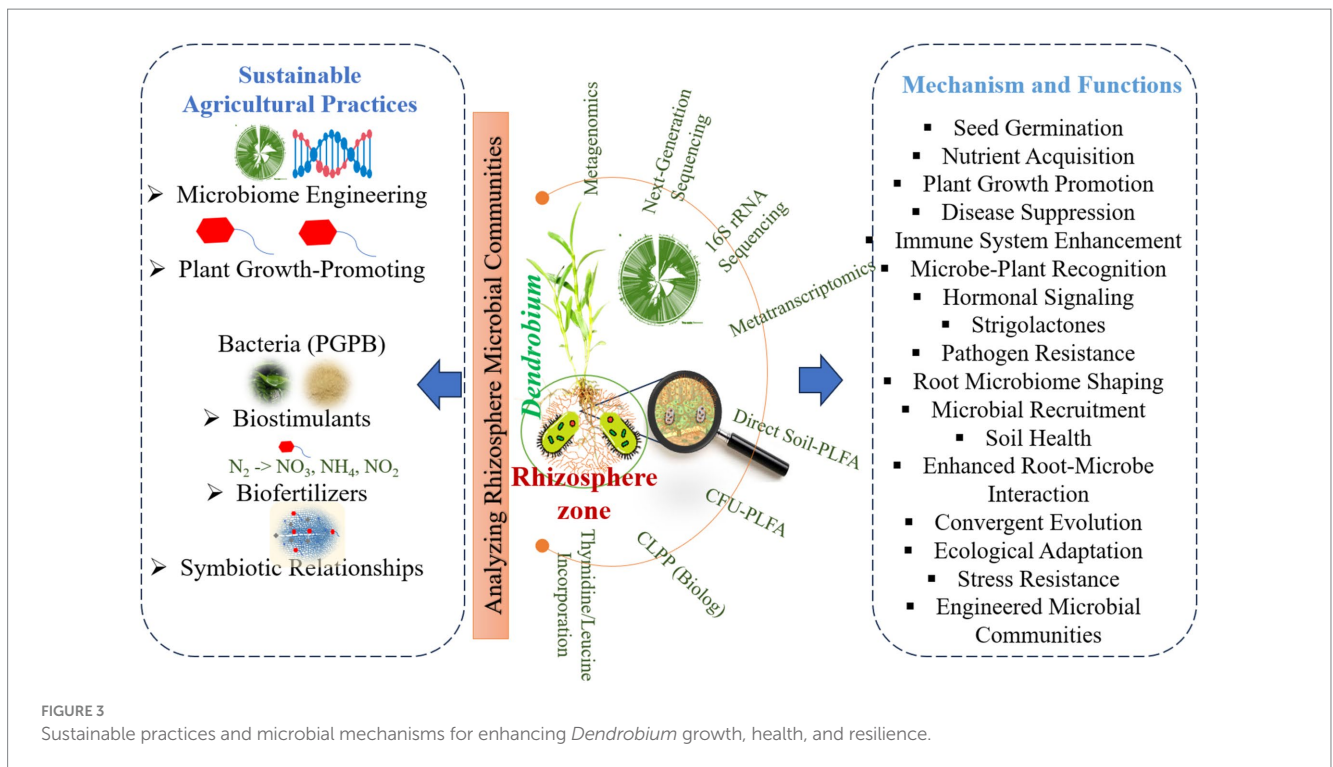 Sustainable
Agricultural Practices
➢ Microbiome Engineering
➢ Plant Growth-Promoting
Bacteria (PGPB)
➢ Biostimulants
N₂ -> NO₃, NH₄, NO₂
➢ Biofertilizers
➢ Symbiotic Relationships
Analyzing Rhizosphere Microbial Communities
Dendrobium
Rhizosphere
zone
Metagenomics
Next-Generation
Sequencing
16S rRNA
Sequencing
Metatranscriptomics
Direct Soil-PLFA
CFU-PLFA
CLPP (Biolog)
Thymidine/Leucine
Incorporation
Mechanism and Functions
▪ Seed Germination
▪ Nutrient Acquisition
▪ Plant Growth Promotion
▪ Disease Suppression
▪ Immune System Enhancement
▪ Microbe-Plant Recognition
▪ Hormonal Signaling
▪ Strigolactones
▪ Pathogen Resistance
▪ Root Microbiome Shaping
▪ Microbial Recruitment
▪ Soil Health
▪ Enhanced Root-Microbe
Interaction
▪ Convergent Evolution
▪ Ecological Adaptation
▪ Stress Resistance
▪ Engineered Microbial
Communities
FIGURE 3
Sustainable practices and microbial mechanisms for enhancing Dendrobium growth, health, and resilience.